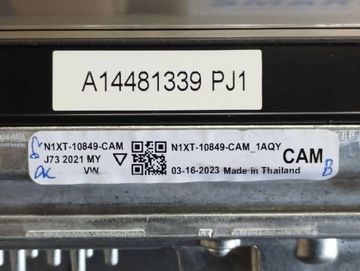 A14481339 PJ1
N1XT-10849-CAM
J73 2021 MY
VW
N1XT-10849-CAM_1AQY
03-16-2023 Made in Thailand
CAM
OK
B